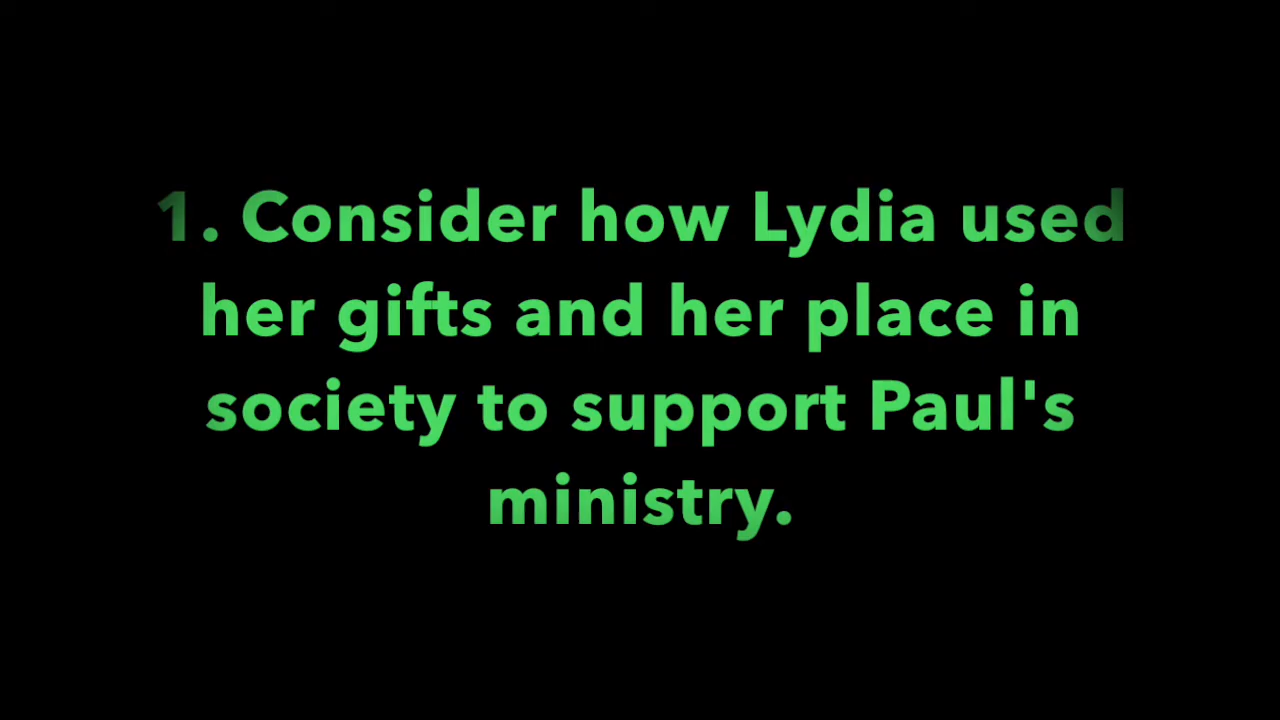 1. Consider how Lydia used
her gifts and her place in
society to support Paul's
ministry.